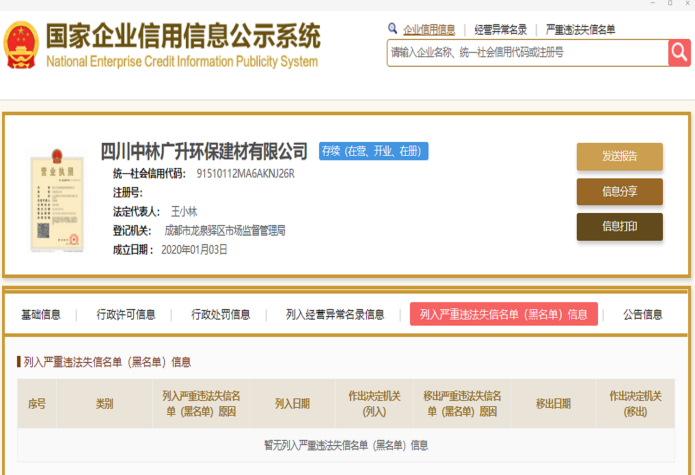 国家企业信用信息公示系统
National Enterprise Credit Information Publicity System
企业信用信息 | 经营异常名录 | 严重违法失信名单
请输入企业名称、统一社会信用代码或注册号
营业执照
四川中林广升环保建材有限公司 存续（在营、开业、在册）
统一社会信用代码： 91510112MA6AKNJ26R
注册号：
法定代表人： 王小林
登记机关： 成都市龙泉驿区市场监督管理局
成立日期： 2020年01月03日
发送报告
信息分享
信息打印
基础信息 | 行政许可信息 | 行政处罚信息 | 列入经营异常名录信息 | 列入严重违法失信名单（黑名单）信息 | 公告信息
列入严重违法失信名单（黑名单）信息
序号 类别 列入严重违法失信名单（黑名单）原因 列入日期 作出决定机关(列入) 移出严重违法失信名单（黑名单）原因 移出日期 作出决定机关(移出)
暂无列入严重违法失信名单（黑名单）信息